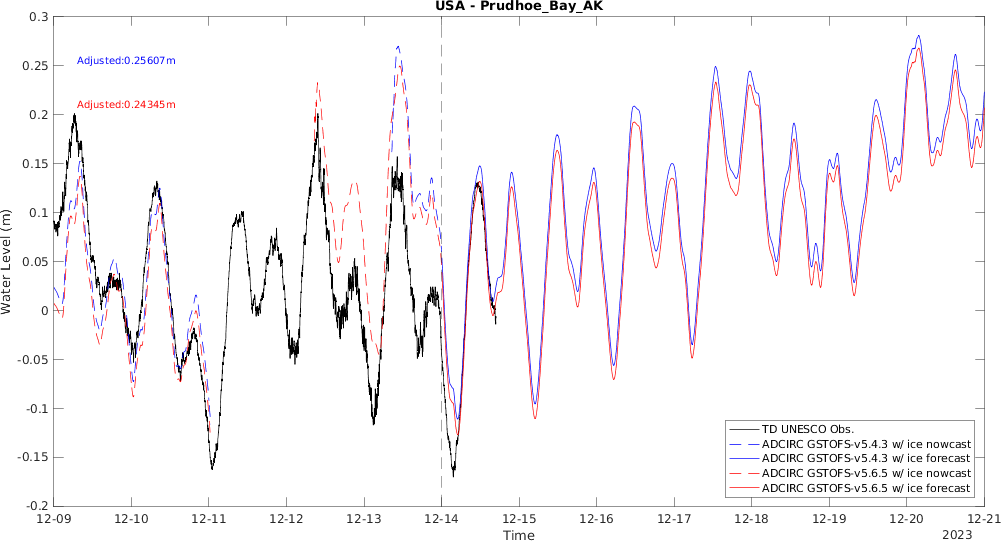 USA - Prudhoe_Bay_AK
0.3
0.25
0.2
0.15
0.1
0.05
0
-0.05
-0.1
-0.15
-0.2
Water Level (m)
Adjusted:0.25607m
Adjusted:0.24345m
TD UNESCO Obs.
ADCIRC GSTOFS-v5.4.3 w/ ice nowcast
ADCIRC GSTOFS-v5.4.3 w/ ice forecast
ADCIRC GSTOFS-v5.6.5 w/ ice nowcast
ADCIRC GSTOFS-v5.6.5 w/ ice forecast
12-09 12-10 12-11 12-12 12-13 12-14 12-15 12-16 12-17 12-18 12-19 12-20 12-21
Time
2023